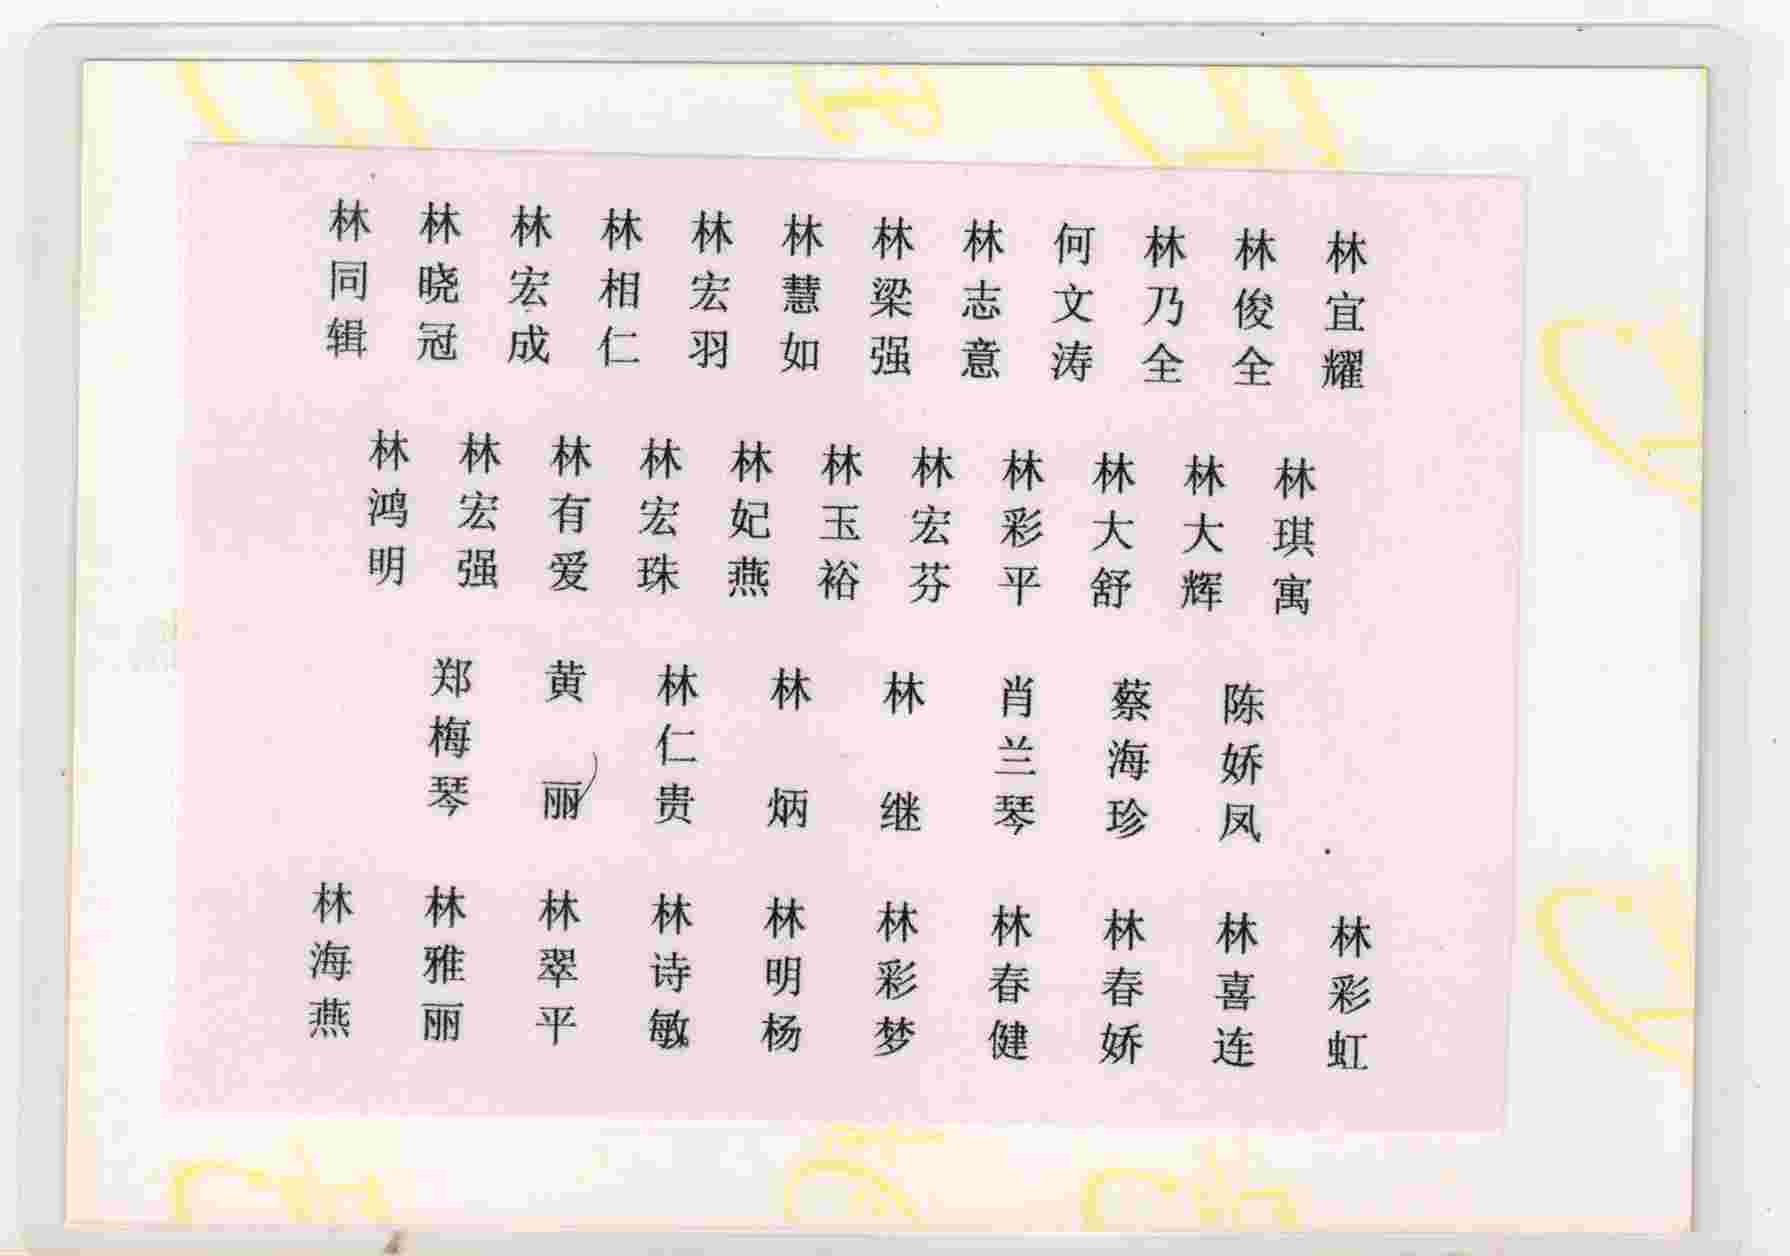 林同辑
林晓冠
林宏成
林相仁
林宏羽
林慧如
林梁强
林志意
何文涛
林乃全
林俊全
林宜耀
林鸿明
林宏强
林有爱
林宏珠
林妃燕
林玉裕
林宏芬
林彩平
林大舒
林大辉
林琪寓
郑梅琴
黄丽
林仁贵
林炳
林继
肖兰琴
蔡海珍
陈娇凤
林海燕
林雅丽
林翠平
林诗敏
林明杨
林彩梦
林春健
林春娇
林喜连
林彩虹